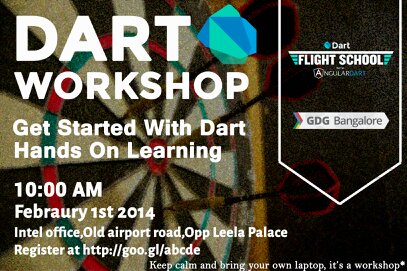 DART
WORKSHOP
Get Started With Dart
Hands On Learning
10:00 AM
Febraury 1st 2014
Intel office,Old airport road,Opp Leela Palace
Register at http://goo.gl/abcde
Keep calm and bring your own laptop, it's a workshop*
Dart
FLIGHT SCHOOL
ANGULARDART
GDG Bangalore